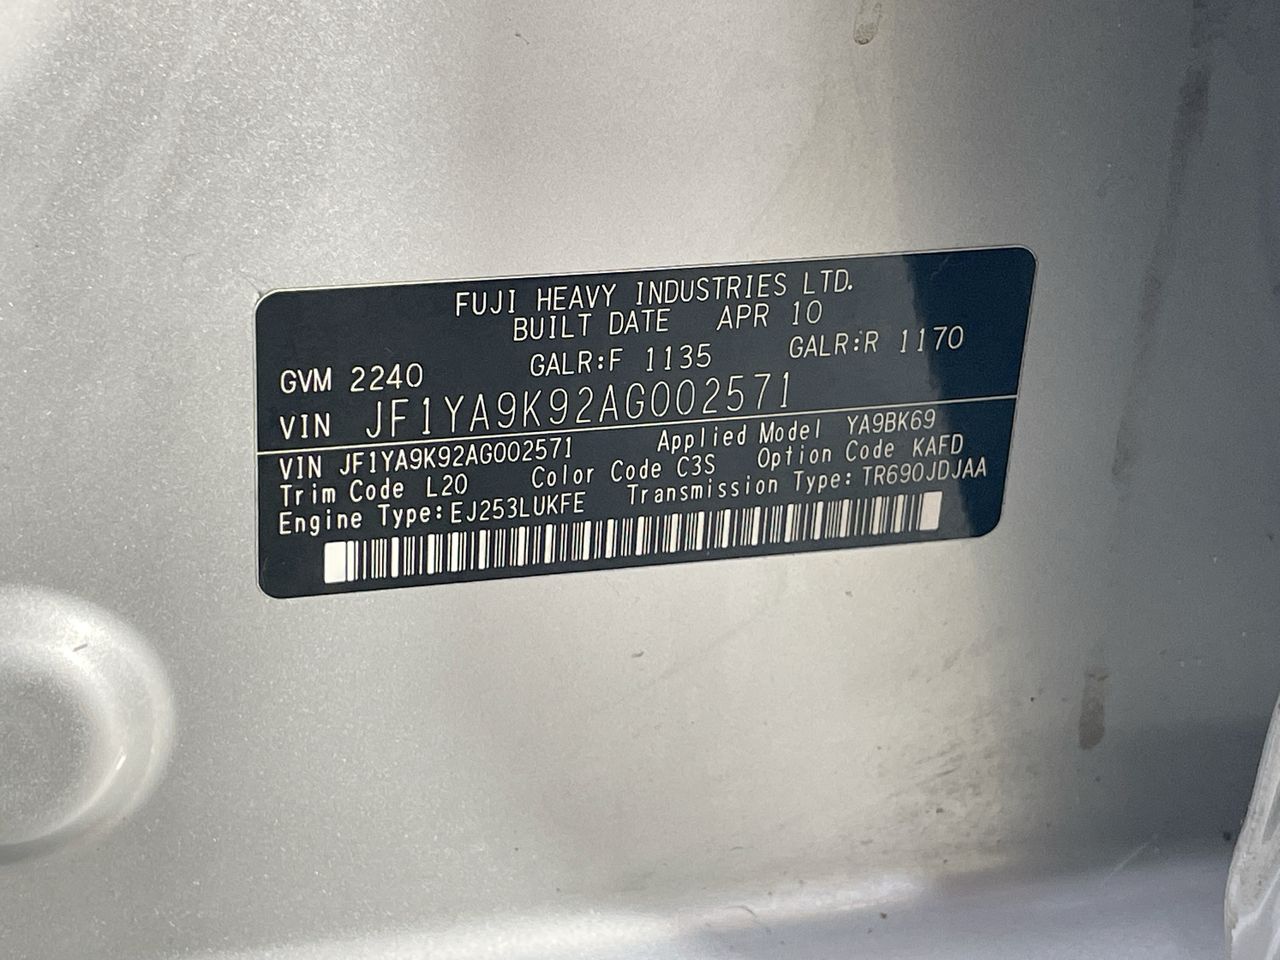 FUJI HEAVY INDUSTRIES LTD.
BUILT DATE APR 10
GVM 2240 GALR:F 1135 GALR:R 1170
VIN JF1YA9K92AG002571
VIN JF1YA9K92AG002571 Applied Model YA9BK69
Trim Code L20 Color Code C3S Option Code KAFD
Engine Type:EJ253LUKFE Transmission Type:TR690JDJAA